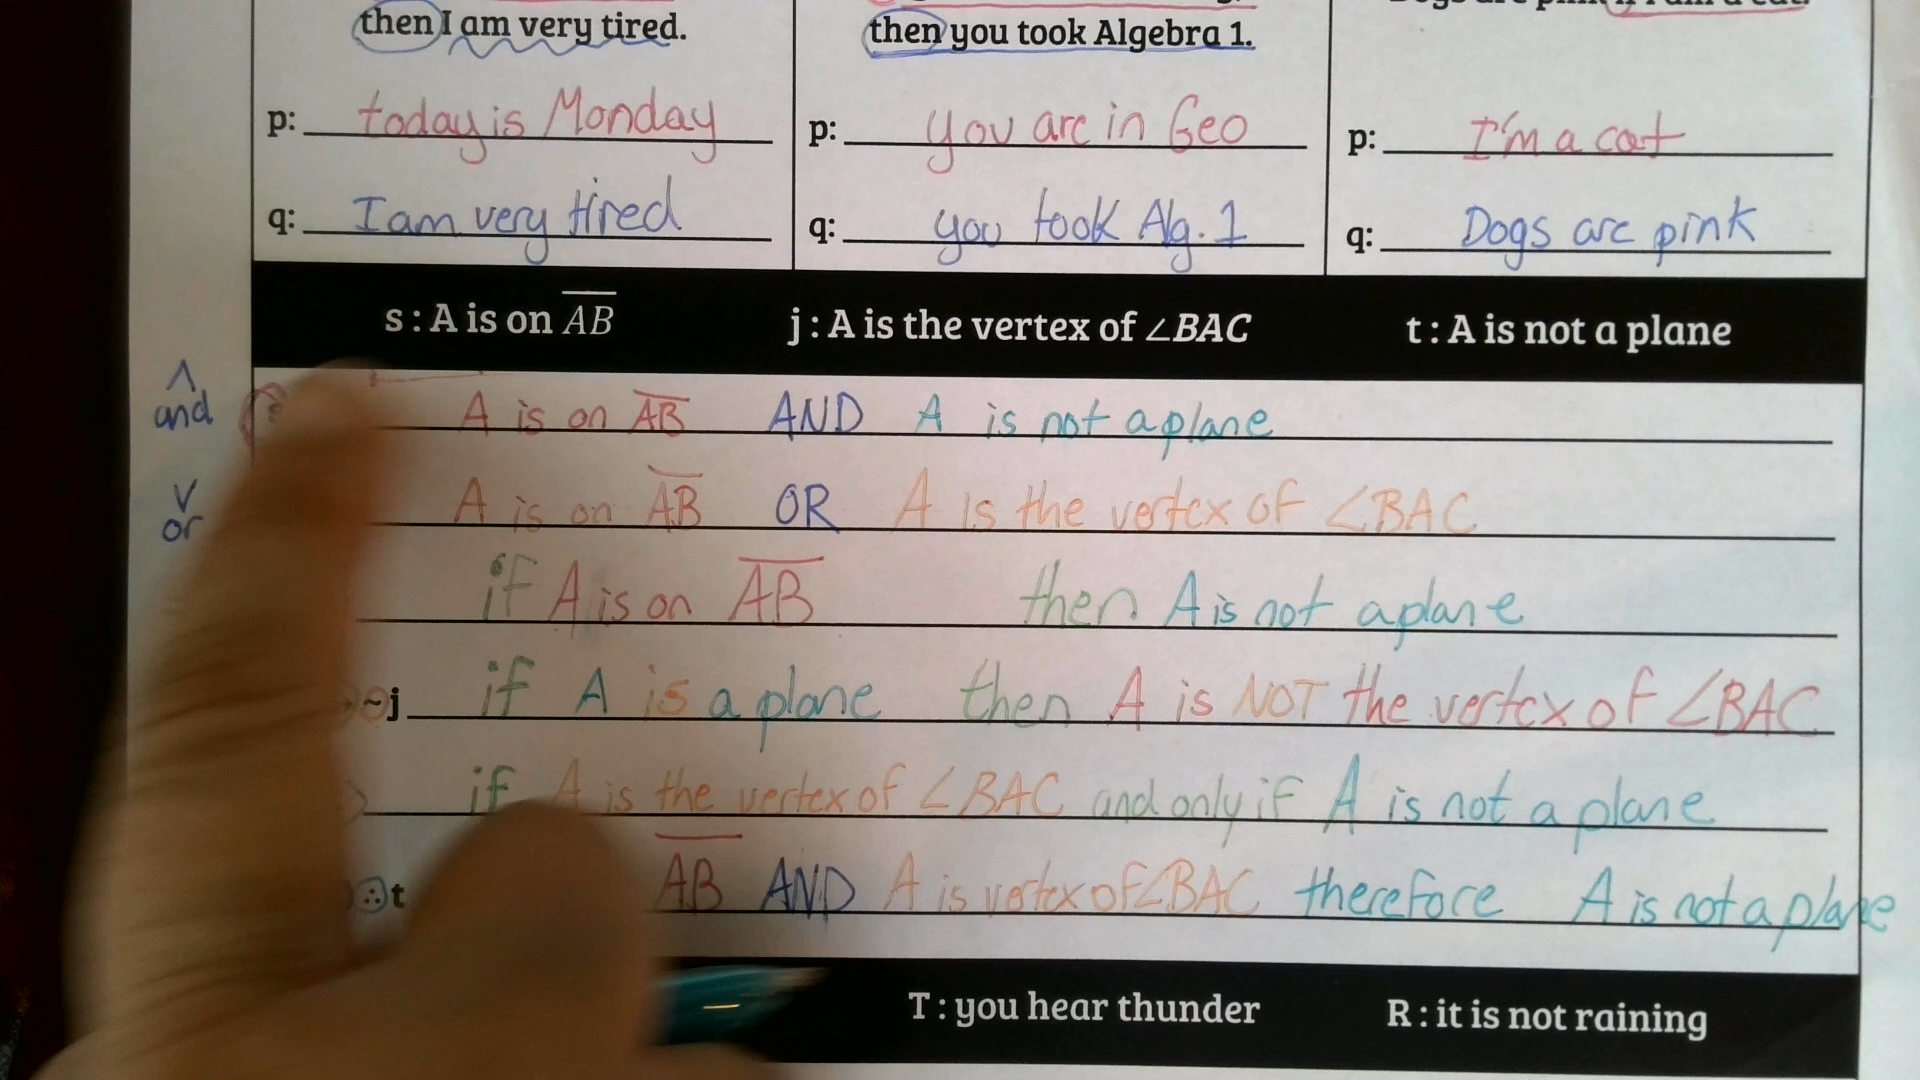 then I am very tired. then you took Algebra 1.
p: today is Monday p: you are in Geo p: I'm a cat
q: I am very tired q: you took Alg. 1 q: Dogs are pink
s : A is on AB j : A is the vertex of ∠BAC t : A is not a plane
∧
and A is on AB AND A is not a plane
∨
or A is on AB OR A is the vertex of ∠BAC
if A is on AB then A is not a plane
~j if A is a plane then A is NOT the vertex of ∠BAC
if A is the vertex of ∠BAC and only if A is not a plane
∴t AB AND A is vertex of ∠BAC therefore A is not a plane
T : you hear thunder R : it is not raining